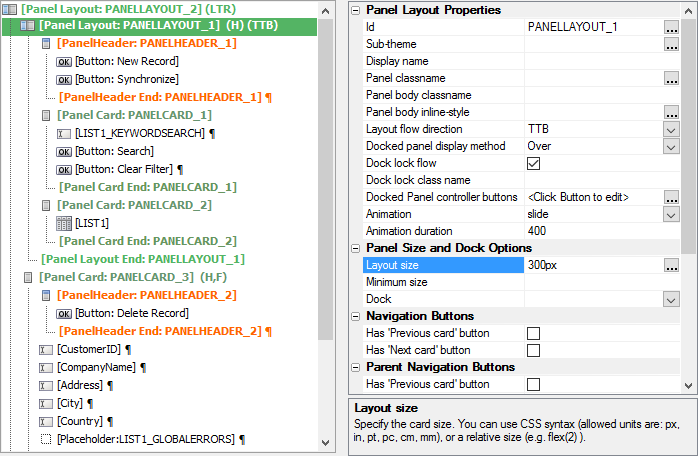 [Panel Layout: PANELLAYOUT_2] (LTR)
[Panel Layout: PANELLAYOUT_1] (H) (TTB)
[PanelHeader: PANELHEADER_1]
OK [Button: New Record]
OK [Button: Synchronize]
[PanelHeader End: PANELHEADER_1] ¶
[Panel Card: PANELCARD_1]
[LIST1_KEYWORDSEARCH] ¶
OK [Button: Search]
OK [Button: Clear Filter] ¶
[Panel Card End: PANELCARD_1]
[Panel Card: PANELCARD_2]
[LIST1]
[Panel Card End: PANELCARD_2]
[Panel Layout End: PANELLAYOUT_1]
[Panel Card: PANELCARD_3] (H,F)
[PanelHeader: PANELHEADER_2]
OK [Button: Delete Record]
[PanelHeader End: PANELHEADER_2] ¶
[CustomerID] ¶
[CompanyName] ¶
[Address] ¶
[City] ¶
[Country] ¶
[Placeholder:LIST1_GLOBALERRORS] ¶
Panel Layout Properties
Id PANELLAYOUT_1 ...
Sub-theme ...
Display name
Panel classname ...
Panel body classname
Panel body inline-style ...
Layout flow direction TTB
Docked panel display method Over
Dock lock flow
Dock lock class name
Docked Panel controller buttons <Click Button to edit> ...
Animation slide
Animation duration 400
Panel Size and Dock Options
Layout size 300px ...
Minimum size
Dock
Navigation Buttons
Has 'Previous card' button
Has 'Next card' button
Parent Navigation Buttons
Has 'Previous card' button
Layout size
Specify the card size. You can use CSS syntax (allowed units are: px,
in, pt, pc, cm, mm), or a relative size (e.g. flex(2) ).